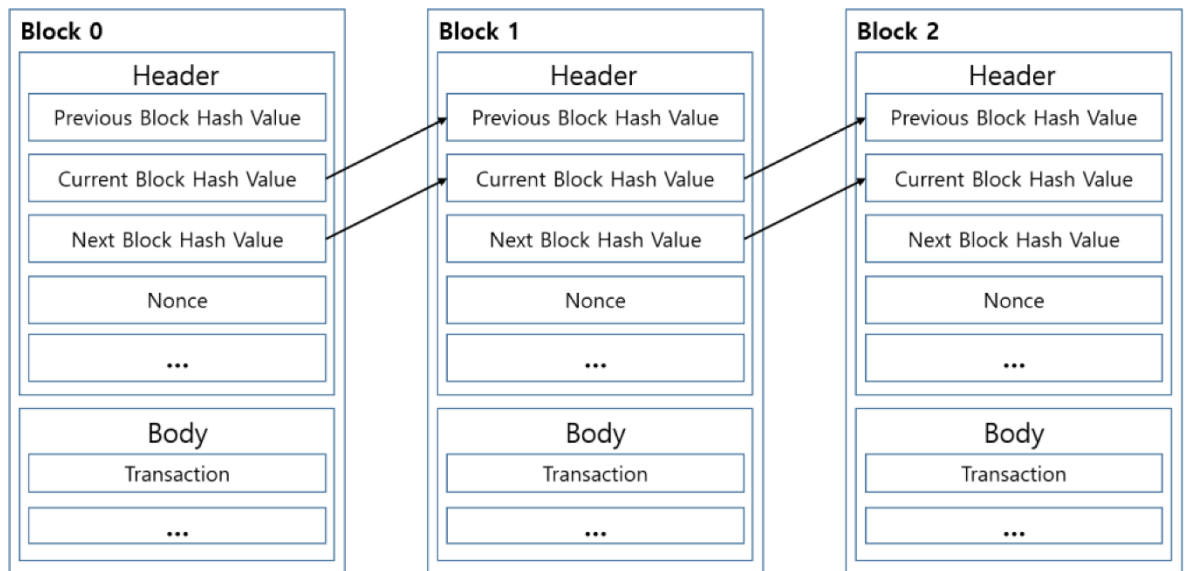 Block 0
Header
Previous Block Hash Value
Current Block Hash Value
Next Block Hash Value
Nonce
...
Body
Transaction
...
Block 1
Header
Previous Block Hash Value
Current Block Hash Value
Next Block Hash Value
Nonce
...
Body
Transaction
...
Block 2
Header
Previous Block Hash Value
Current Block Hash Value
Next Block Hash Value
Nonce
...
Body
Transaction
...